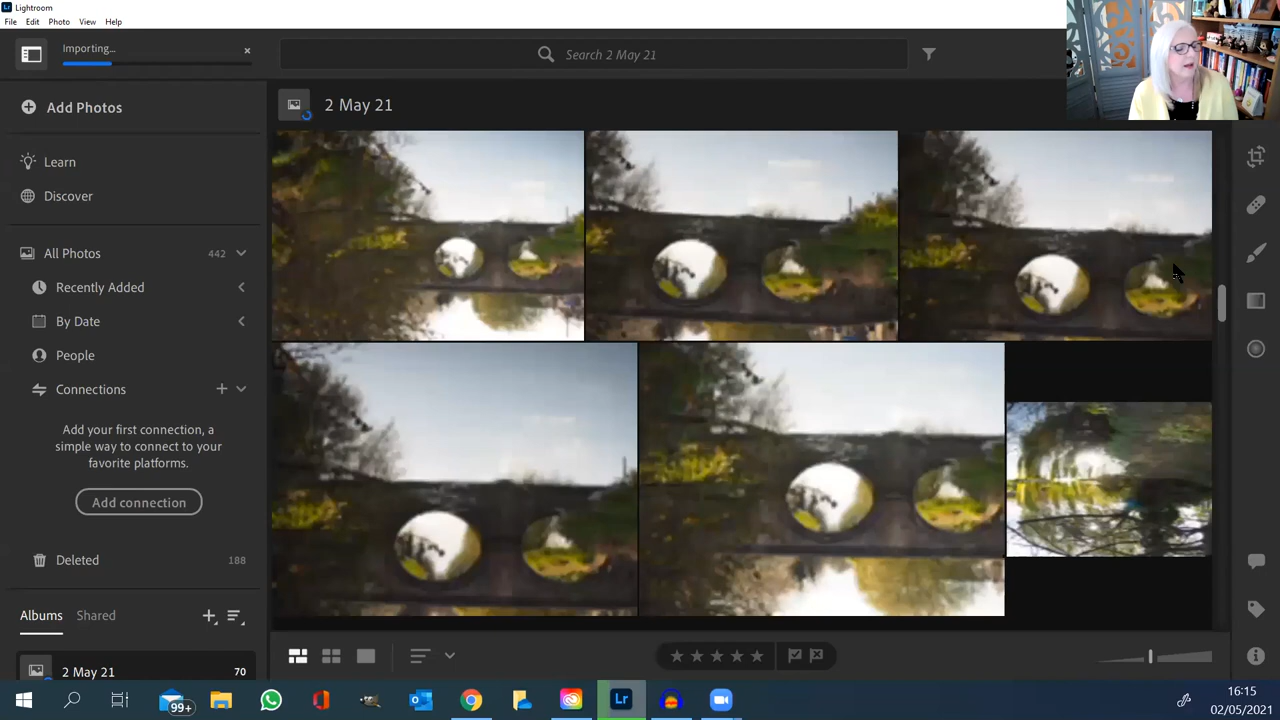 Lr Lightroom
File Edit Photo View Help
Importing...
Search 2 May 21
Add Photos
2 May 21
Learn
Discover
All Photos 442
Recently Added
By Date
People
Connections
Add your first connection, a
simple way to connect to your
favorite platforms.
Add connection
Deleted 188
Albums Shared
2 May 21 70
99+
Lr
16:15
02/05/2021